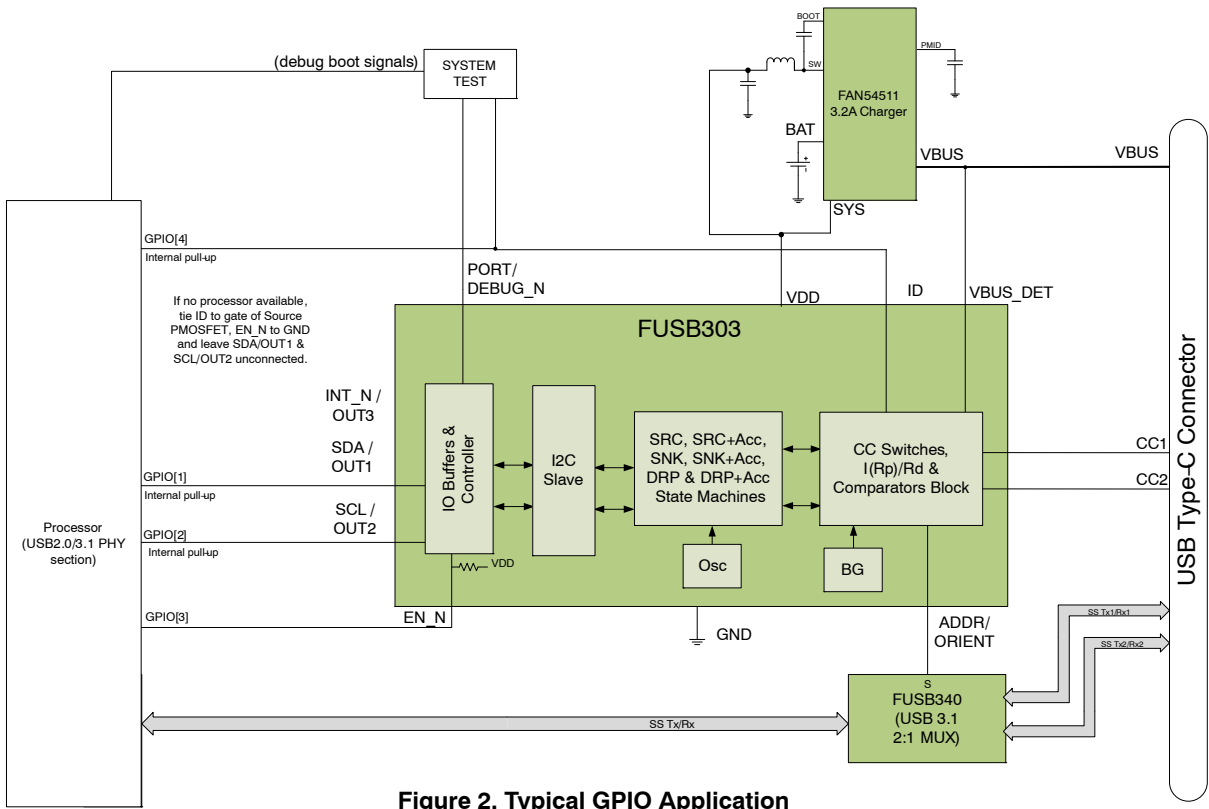 BOOT
PMID
(debug boot signals)
SYSTEM
TEST
SW
FAN54511
3.2A Charger
BAT
+
-
VBUS
VBUS
SYS
GPIO[4]
Internal pull-up
PORT/
DEBUG_N
VDD
ID
VBUS_DET
If no processor available,
tie ID to gate of Source
PMOSFET, EN_N to GND
and leave SDA/OUT1 &
SCL/OUT2 unconnected.
FUSB303
INT_N /
OUT3
SDA /
OUT1
GPIO[1]
Internal pull-up
SCL /
OUT2
GPIO[2]
Internal pull-up
IO Buffers &
Controller
I2C
Slave
SRC, SRC+Acc,
SNK, SNK+Acc,
DRP & DRP+Acc
State Machines
CC Switches,
I(Rp)/Rd &
Comparators Block
CC1
CC2
USB Type-C Connector
Processor
(USB2.0/3.1 PHY
section)
VDD
Osc
BG
GPIO[3]
EN_N
GND
ADDR/
ORIENT
SS Tx1/Rx1
SS Tx2/Rx2
S
FUSB340
(USB 3.1
2:1 MUX)
SS Tx/Rx
Figure 2. Typical GPIO Application